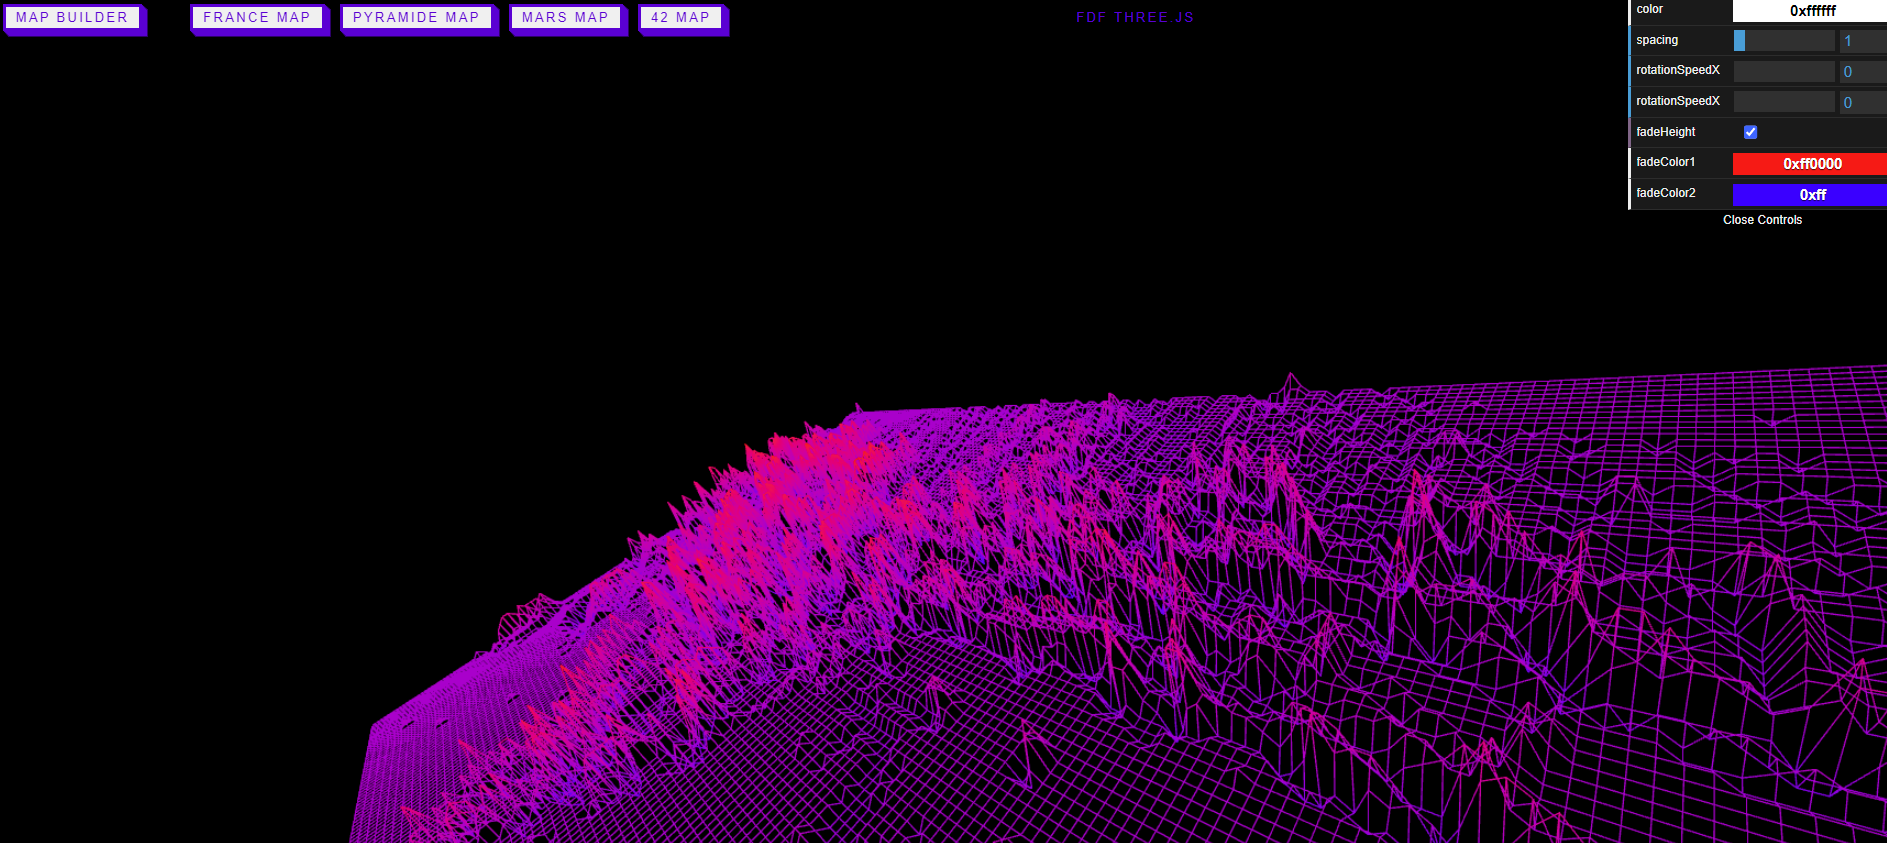 MAP BUILDER
FRANCE MAP
PYRAMIDE MAP
MARS MAP
42 MAP
FDF THREE.JS
color 0xffffff
spacing 1
rotationSpeedX 0
rotationSpeedX 0
fadeHeight
fadeColor1 0xff0000
fadeColor2 0xff
Close Controls